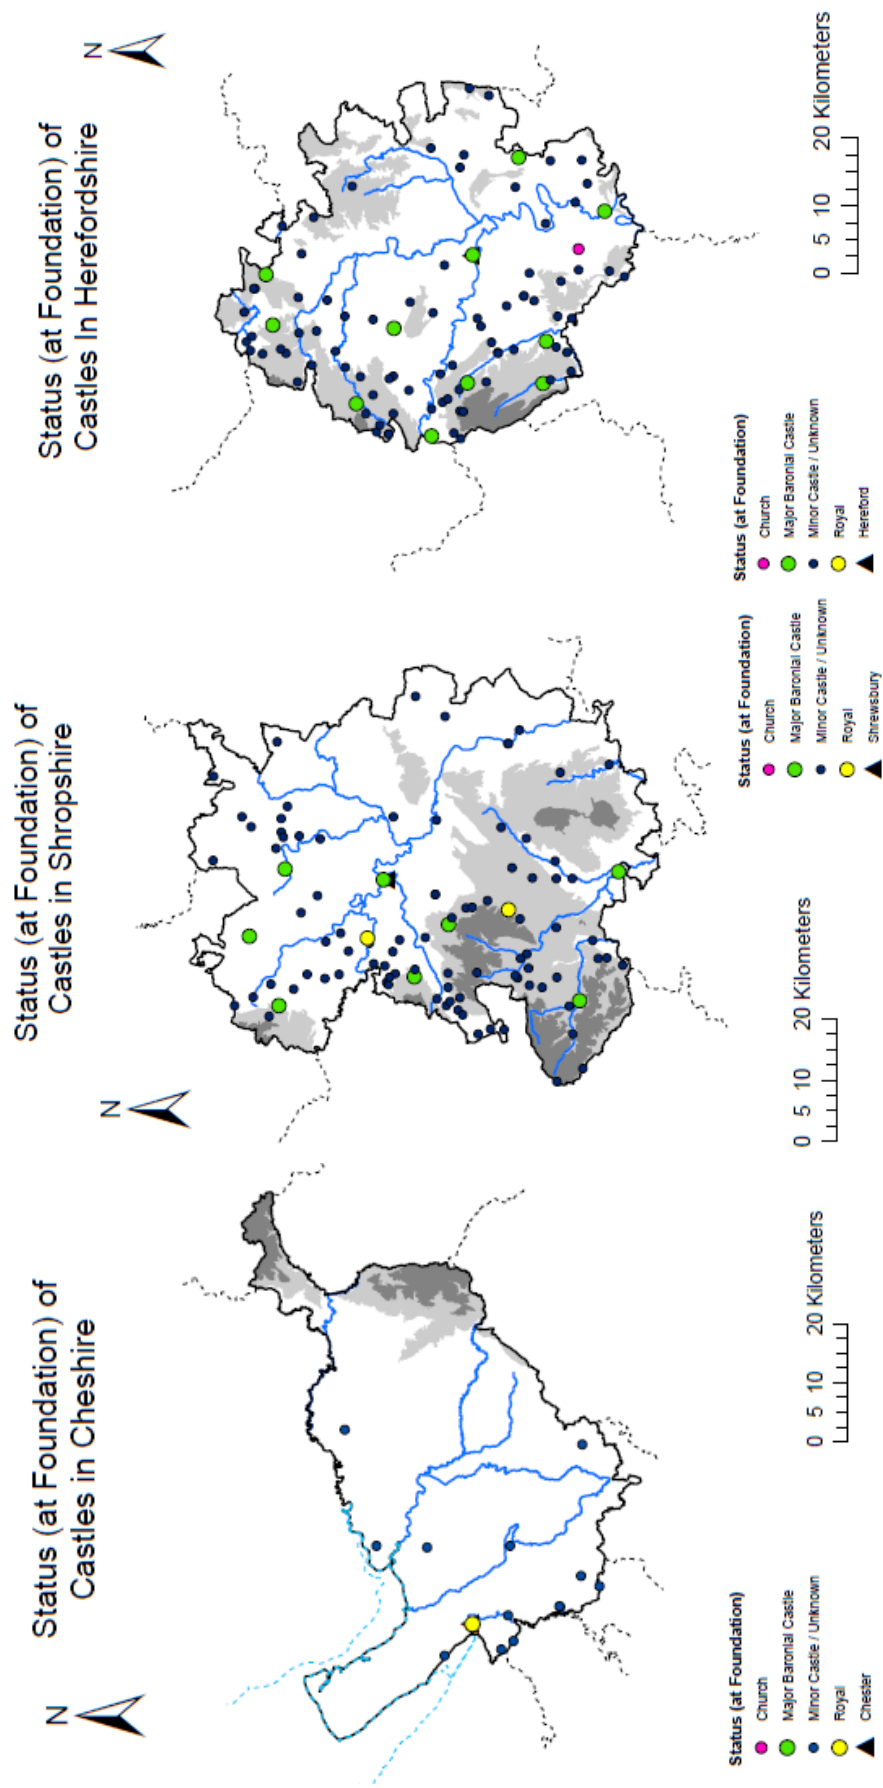 Status (at Foundation) of
Castles in Cheshire
N
0 5 10 20 Kilometers
Status (at Foundation)
Church
Major Baronial Castle
Minor Castle / Unknown
Royal
Chester
Status (at Foundation) of
Castles in Shropshire
N
0 5 10 20 Kilometers
Status (at Foundation)
Church
Major Baronial Castle
Minor Castle / Unknown
Royal
Shrewsbury
Status (at Foundation) of
Castles In Herefordshire
N
0 5 10 20 Kilometers
Status (at Foundation)
Church
Major Baronial Castle
Minor Castle / Unknown
Royal
Hereford